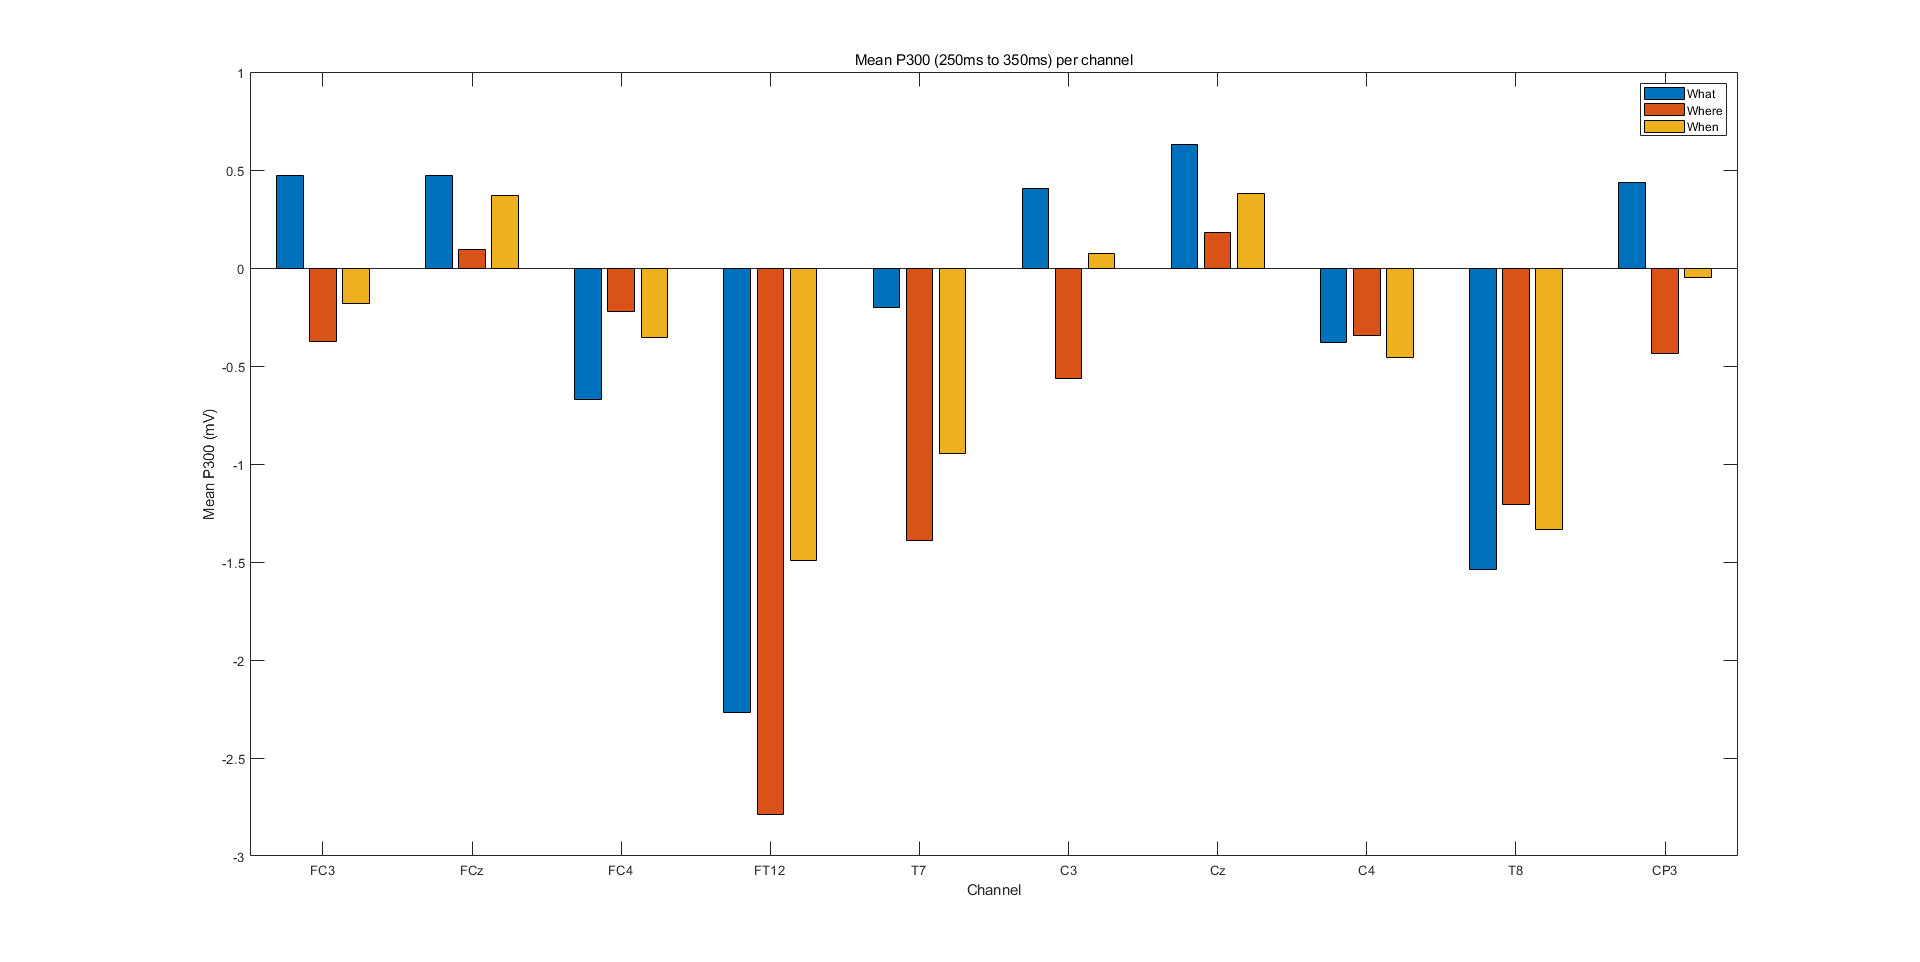 Mean P300 (250ms to 350ms) per channel
What
Where
When
1
0.5
0
-0.5
-1
-1.5
-2
-2.5
-3
Mean P300 (mV)
FC3 FCz FC4 FT12 T7 C3 Cz C4 T8 CP3
Channel